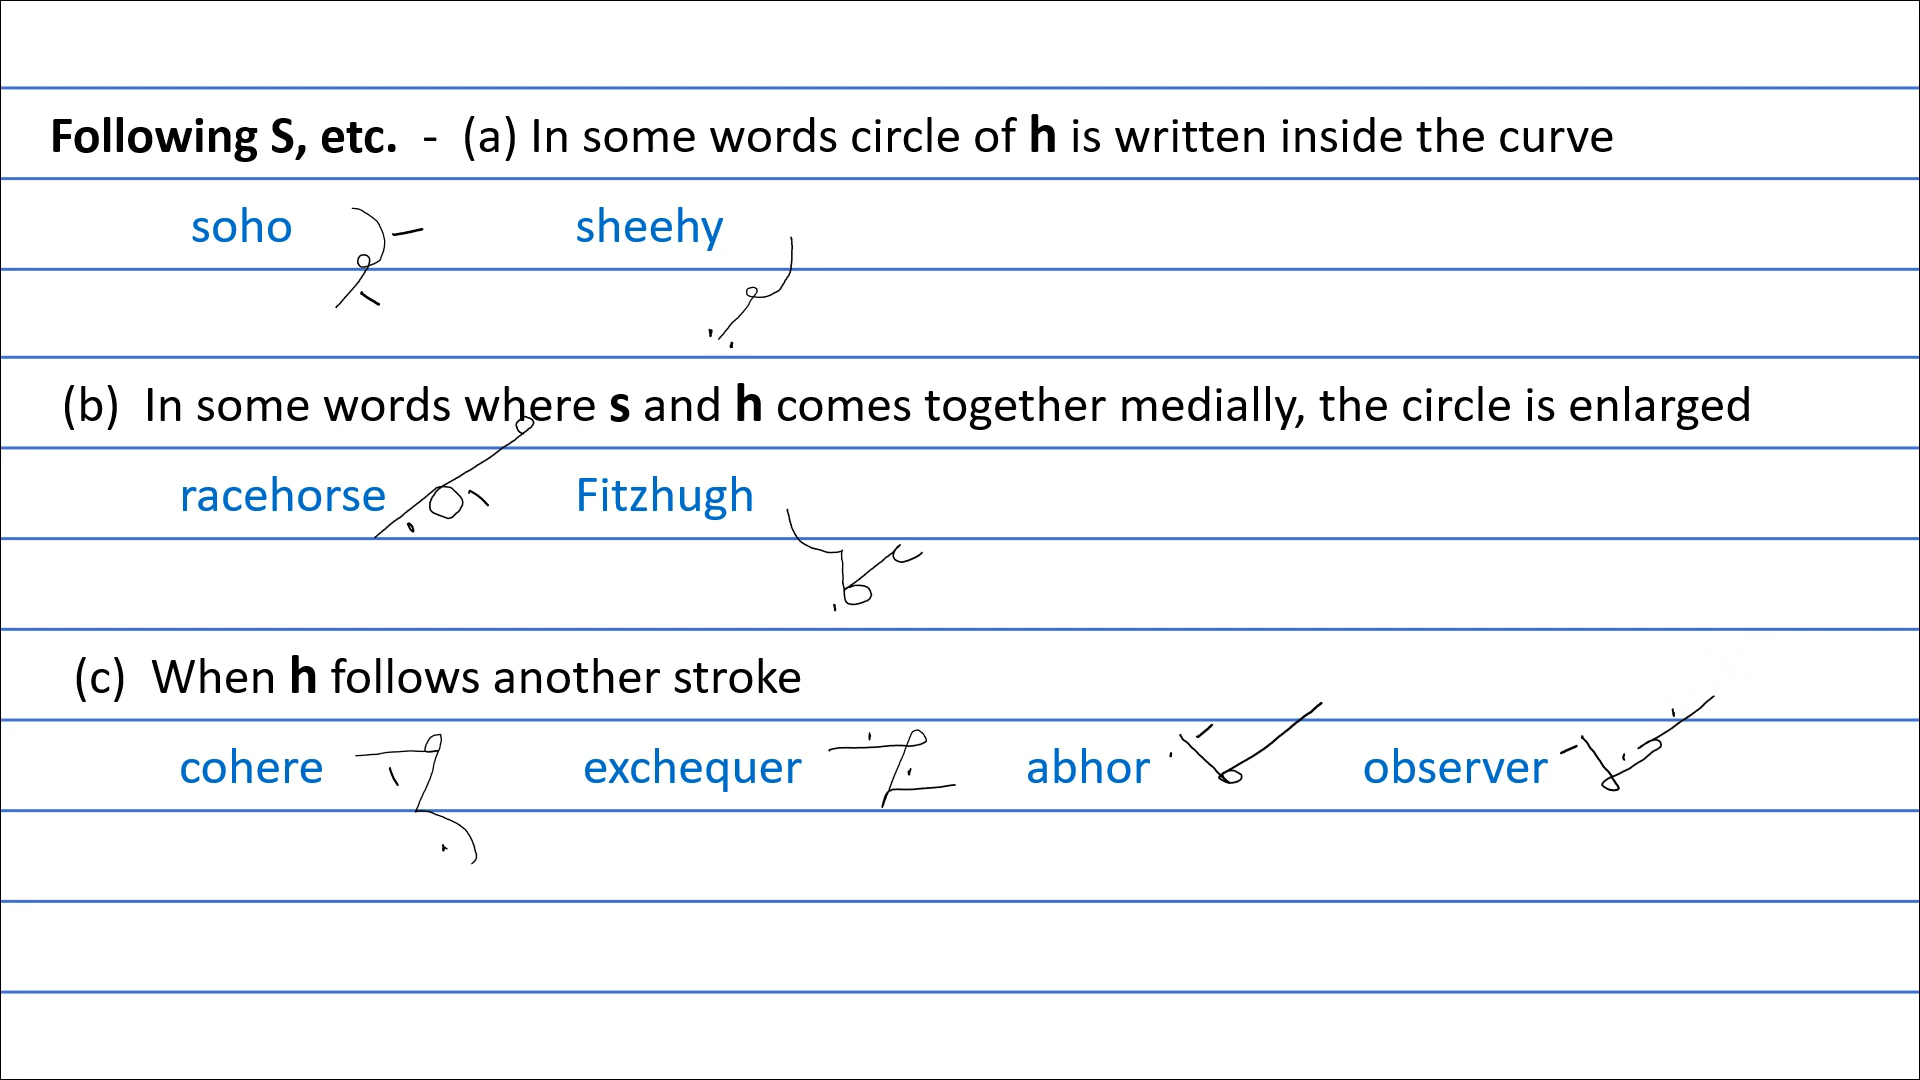 Following S, etc. - (a) In some words circle of h is written inside the curve
soho sheehy
(b) In some words where s and h comes together medially, the circle is enlarged
racehorse Fitzhugh
(c) When h follows another stroke
cohere exchequer abhor observer